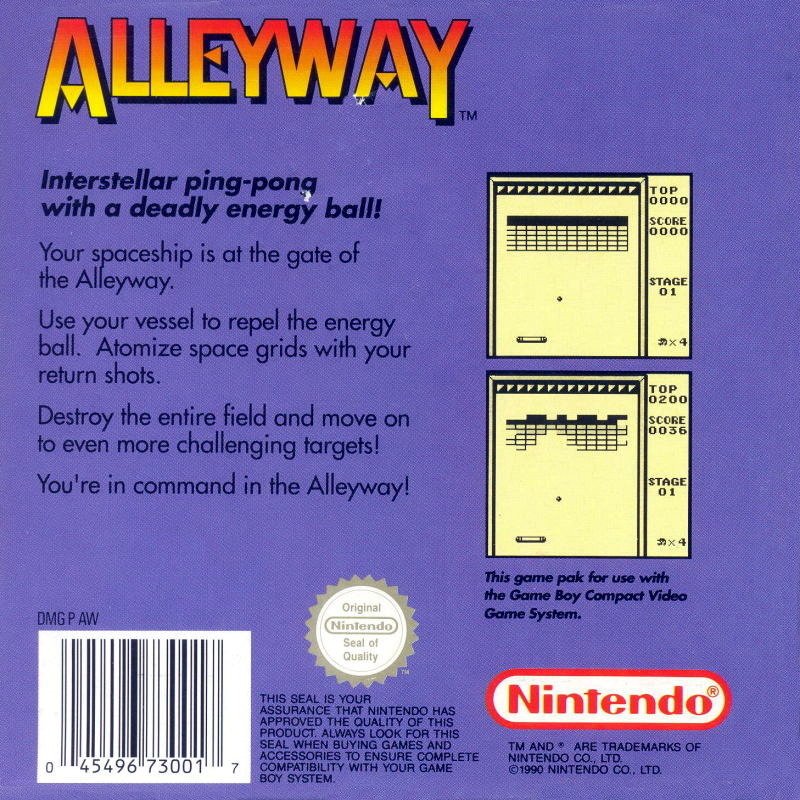 ALLEYWAY
TM
Interstellar ping-pong
with a deadly energy ball!
Your spaceship is at the gate of
the Alleyway.
Use your vessel to repel the energy
ball. Atomize space grids with your
return shots.
Destroy the entire field and move on
to even more challenging targets!
You're in command in the Alleyway!
TOP
0000
SCORE
0000
STAGE
01
×4
TOP
0200
SCORE
0036
STAGE
01
×4
This game pak for use with
the Game Boy Compact Video
Game System.
DMG P AW
0 45496 73001 7
Original
Nintendo
Seal of
Quality
TM
THIS SEAL IS YOUR
ASSURANCE THAT NINTENDO HAS
APPROVED THE QUALITY OF THIS
PRODUCT. ALWAYS LOOK FOR THIS
SEAL WHEN BUYING GAMES AND
ACCESSORIES TO ENSURE COMPLETE
COMPATIBILITY WITH YOUR GAME
BOY SYSTEM.
Nintendo®
TM AND ® ARE TRADEMARKS OF
NINTENDO CO., LTD.
©1990 NINTENDO CO., LTD.